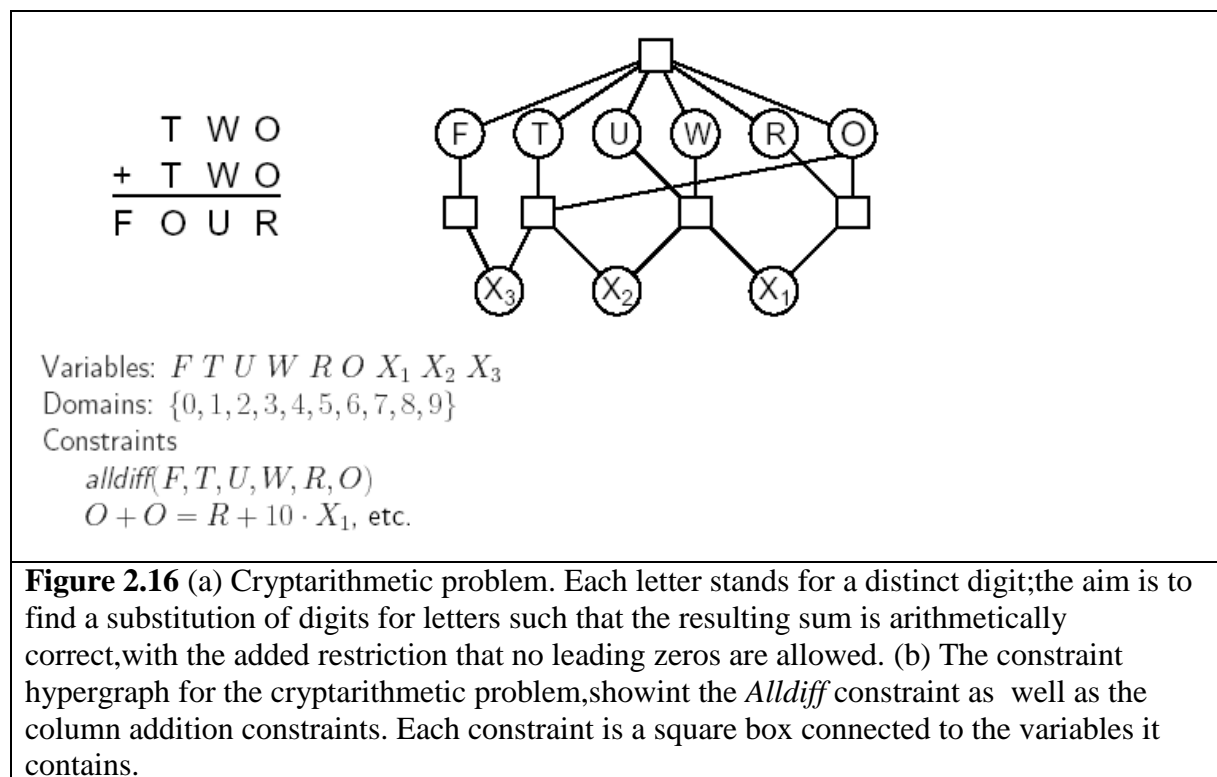 T W O
+ T W O
F O U R
F T U W R O
X₃ X₂ X₁
Variables: F T U W R O X₁ X₂ X₃
Domains: {0, 1, 2, 3, 4, 5, 6, 7, 8, 9}
Constraints
alldiff(F, T, U, W, R, O)
O + O = R + 10 · X₁, etc.
Figure 2.16 (a) Cryptarithmetic problem. Each letter stands for a distinct digit;the aim is to
find a substitution of digits for letters such that the resulting sum is arithmetically
correct,with the added restriction that no leading zeros are allowed. (b) The constraint
hypergraph for the cryptarithmetic problem,showint the Alldiff constraint as  well as the
column addition constraints. Each constraint is a square box connected to the variables it
contains.